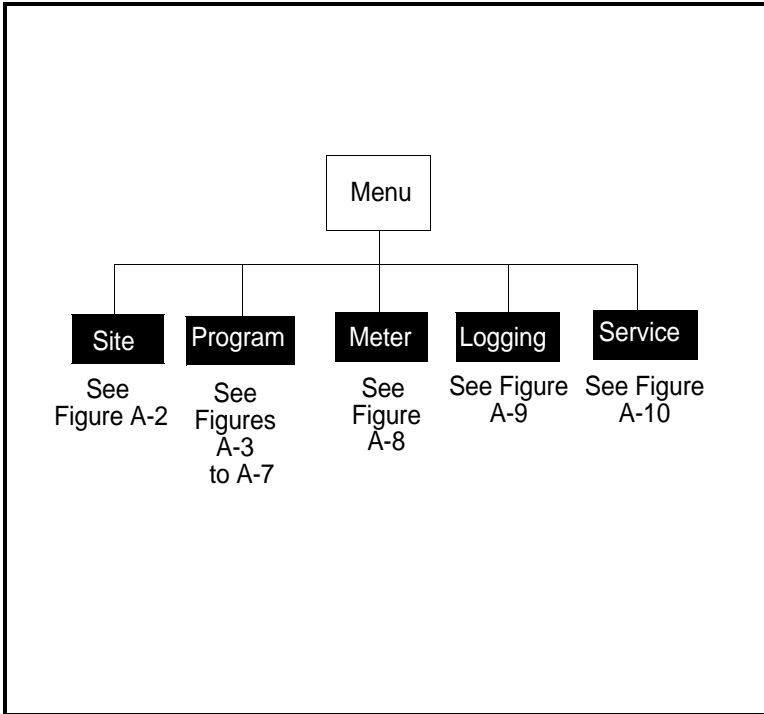 Menu
Site
Program
Meter
Logging
Service
See
Figure A-2
See
Figures
A-3
to A-7
See
Figure
A-8
See Figure
A-9
See Figure
A-10